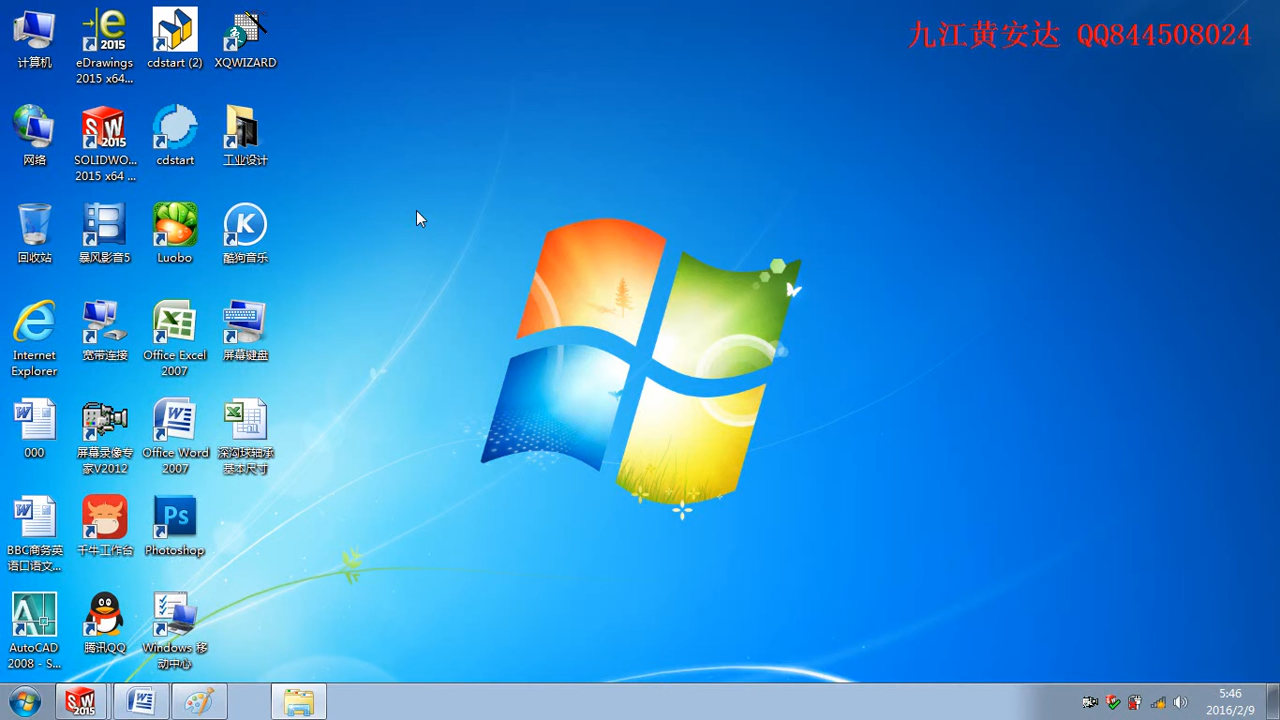 九江黄安达 QQ844508024
计算机
eDrawings
2015 x64...
cdstart (2)
XQWIZARD
网络
SOLIDWO...
2015 x64 ...
cdstart
工业设计
回收站
暴风影音5
Luobo
酷狗音乐
Internet
Explorer
宽带连接
Office Excel
2007
屏幕键盘
000
屏幕录像专
家V2012
Office Word
2007
深沟球轴承
基本尺寸
BBC商务英
语口语文...
千牛工作台
Ps
Photoshop
AutoCAD
2008 - S...
腾讯QQ
Windows 移
动中心
5:46
2016/2/9